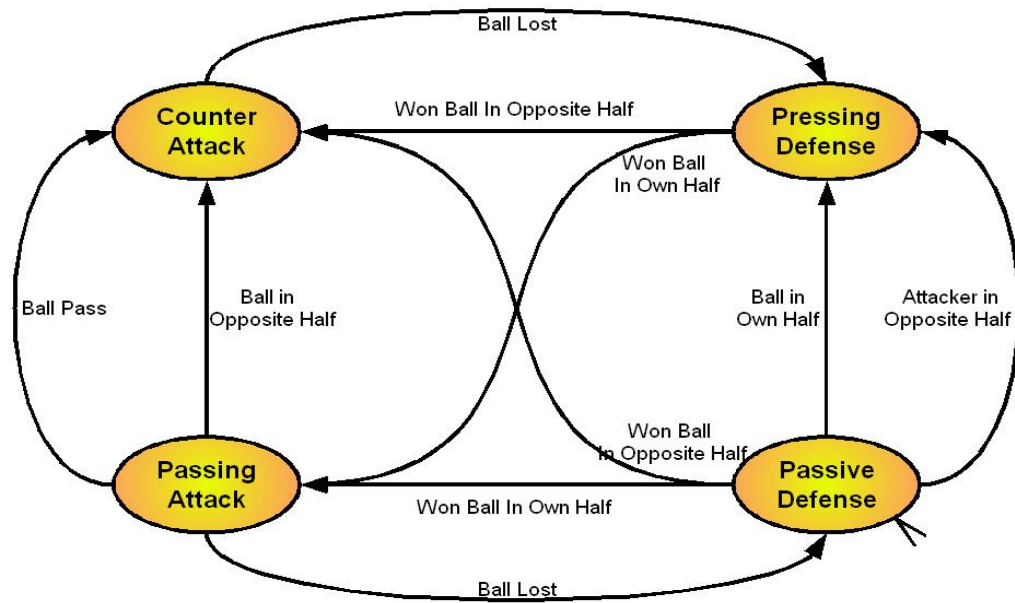 Ball Lost
Counter
Attack
Won Ball In Opposite Half
Pressing
Defense
Won Ball
In Own Half
Ball Pass
Ball in
Opposite Half
Ball in
Own Half
Attacker in
Opposite Half
Won Ball
In Opposite Half
Passing
Attack
Won Ball In Own Half
Passive
Defense
Ball Lost